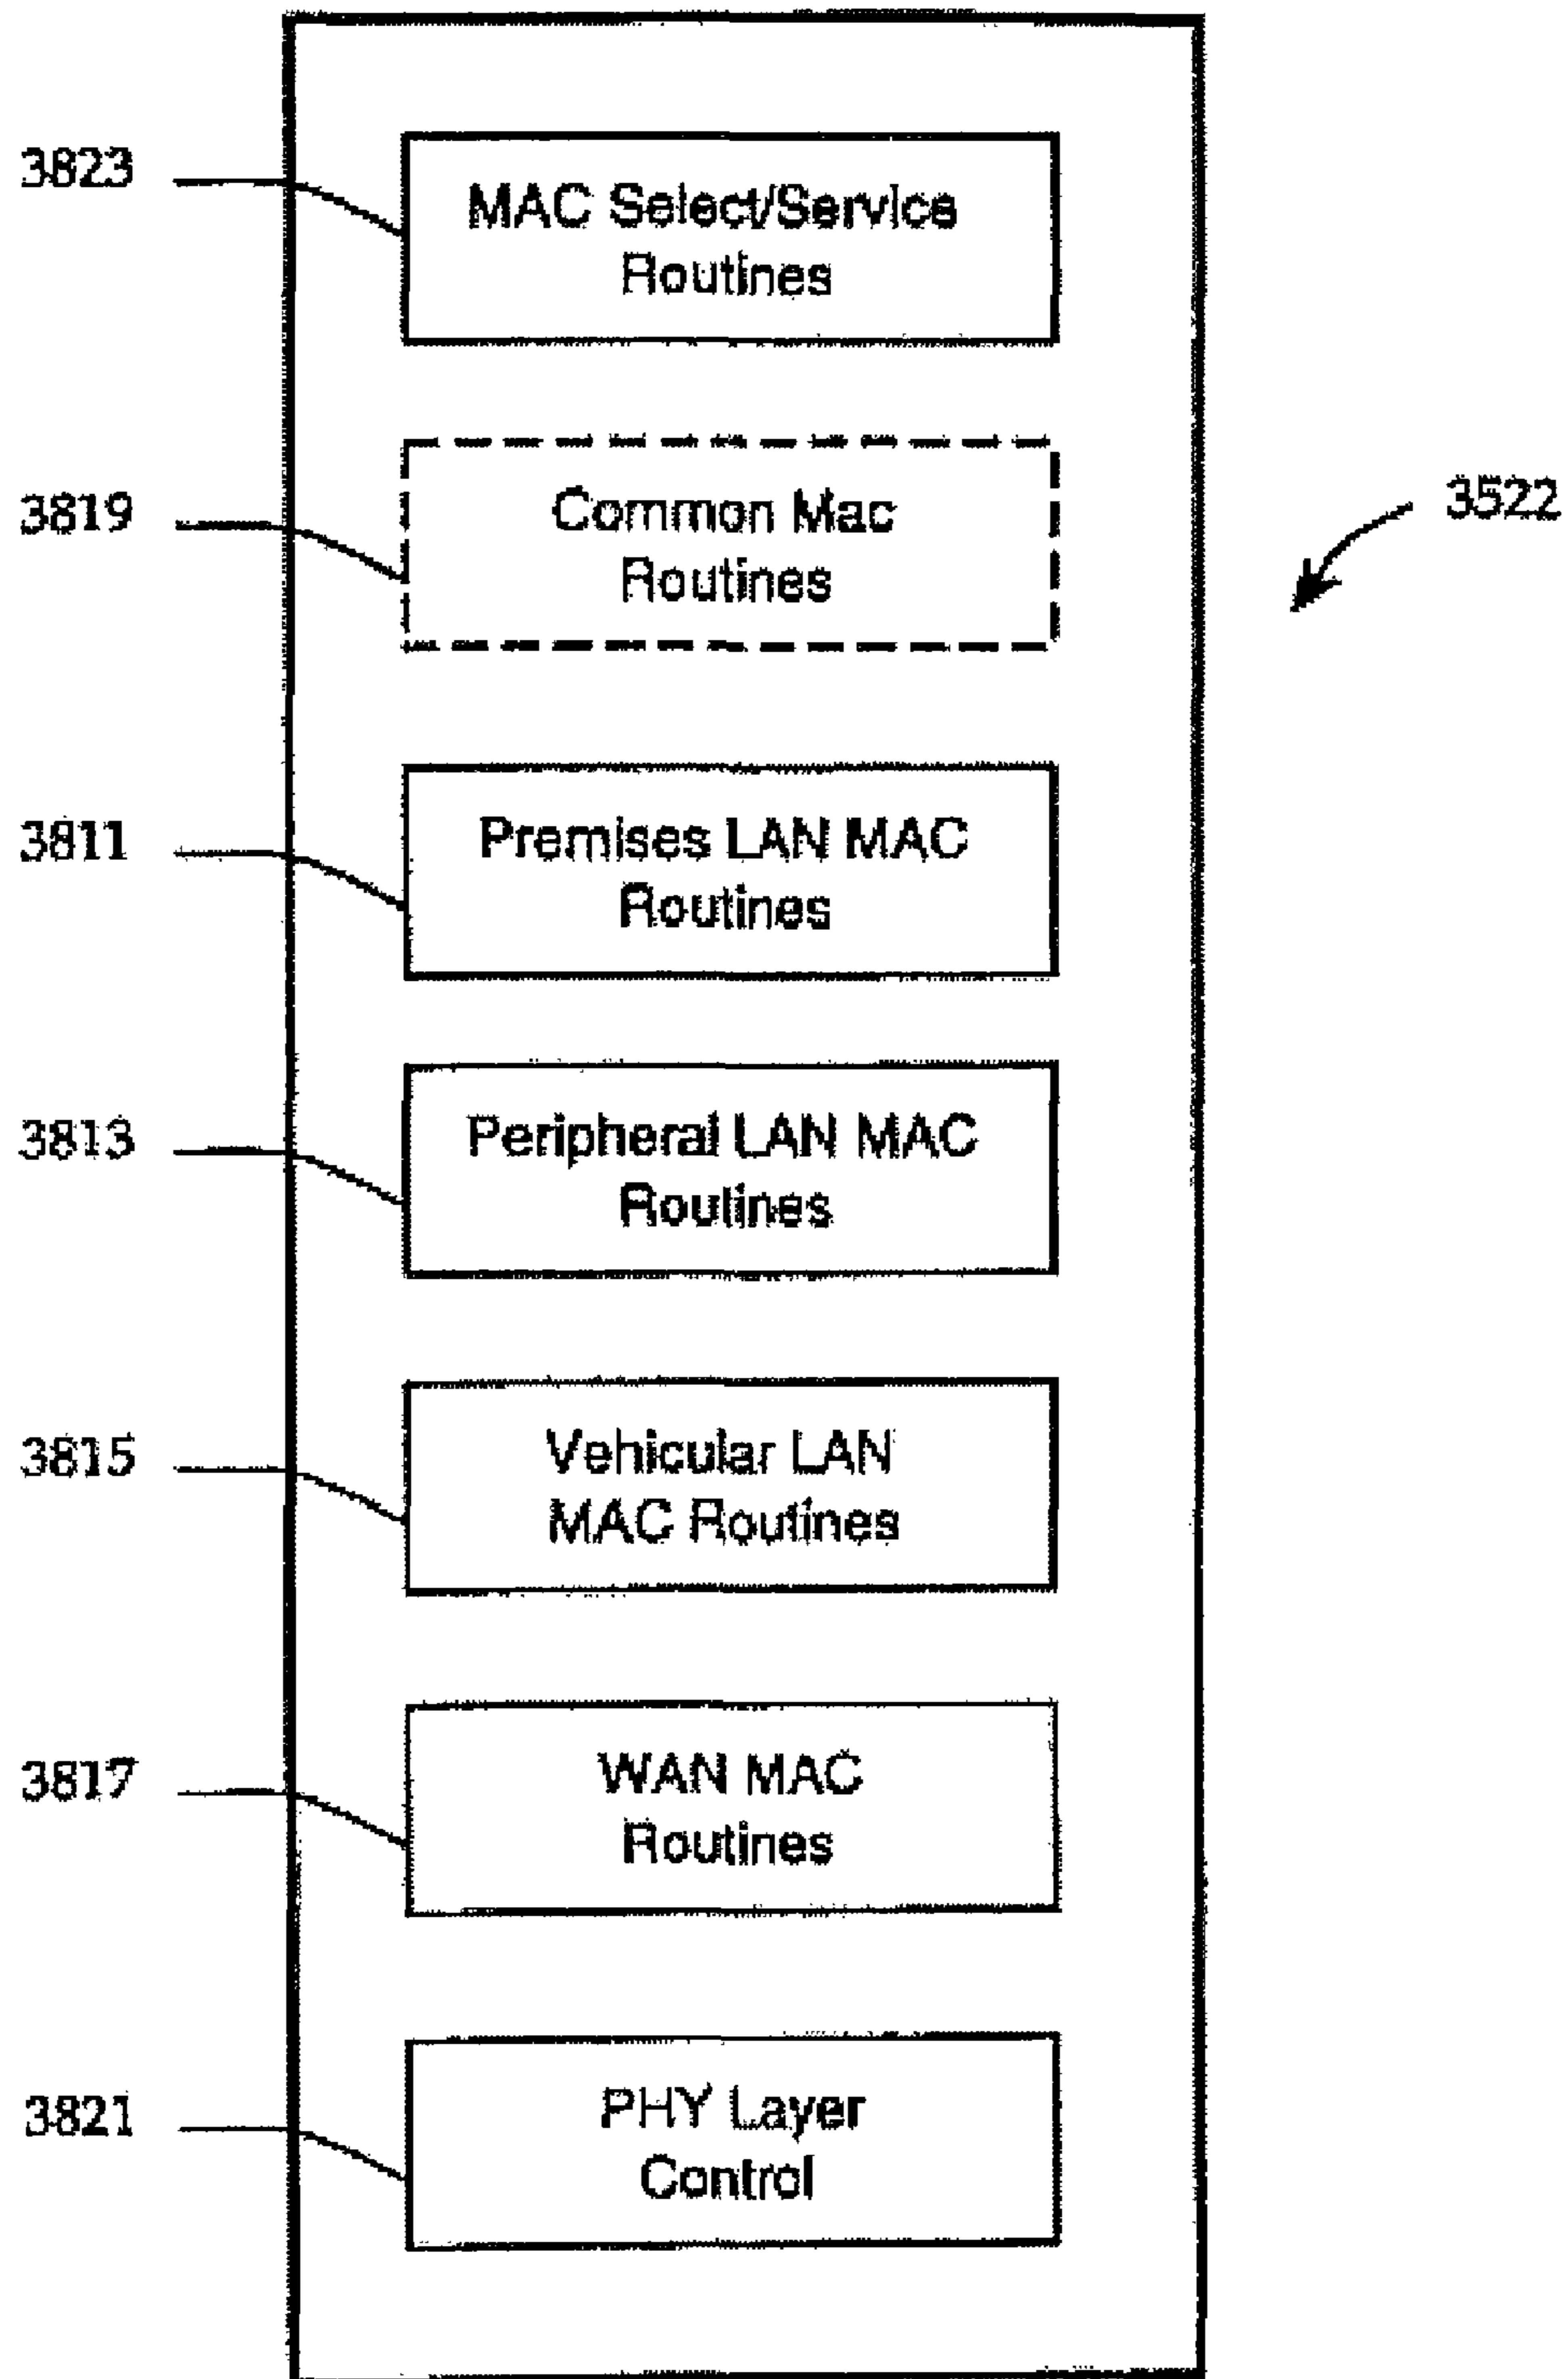 3823
MAC Select/Service
Routines
3819
Common Mac
Routines
3522
3811
Premises LAN MAC
Routines
3813
Peripheral LAN MAC
Routines
3815
Vehicular LAN
MAC Routines
3817
WAN MAC
Routines
3821
PHY Layer
Control